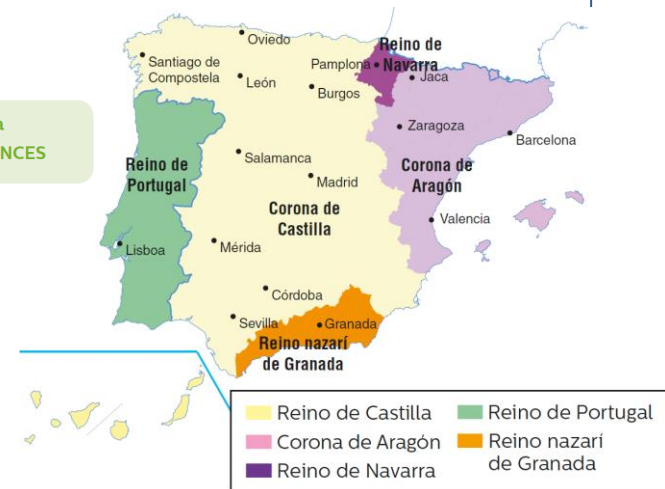 Oviedo
Reino de
Navarra
Santiago de
Compostela
Pamplona
León
Jaca
Burgos
Zaragoza
Barcelona
Reino de
Portugal
Salamanca
Corona de
Aragón
Madrid
Corona de
Castilla
Valencia
Lisboa
Mérida
Córdoba
Sevilla
Granada
Reino nazarí
de Granada
Reino de Castilla
Corona de Aragón
Reino de Navarra
Reino de Portugal
Reino nazarí
de Granada